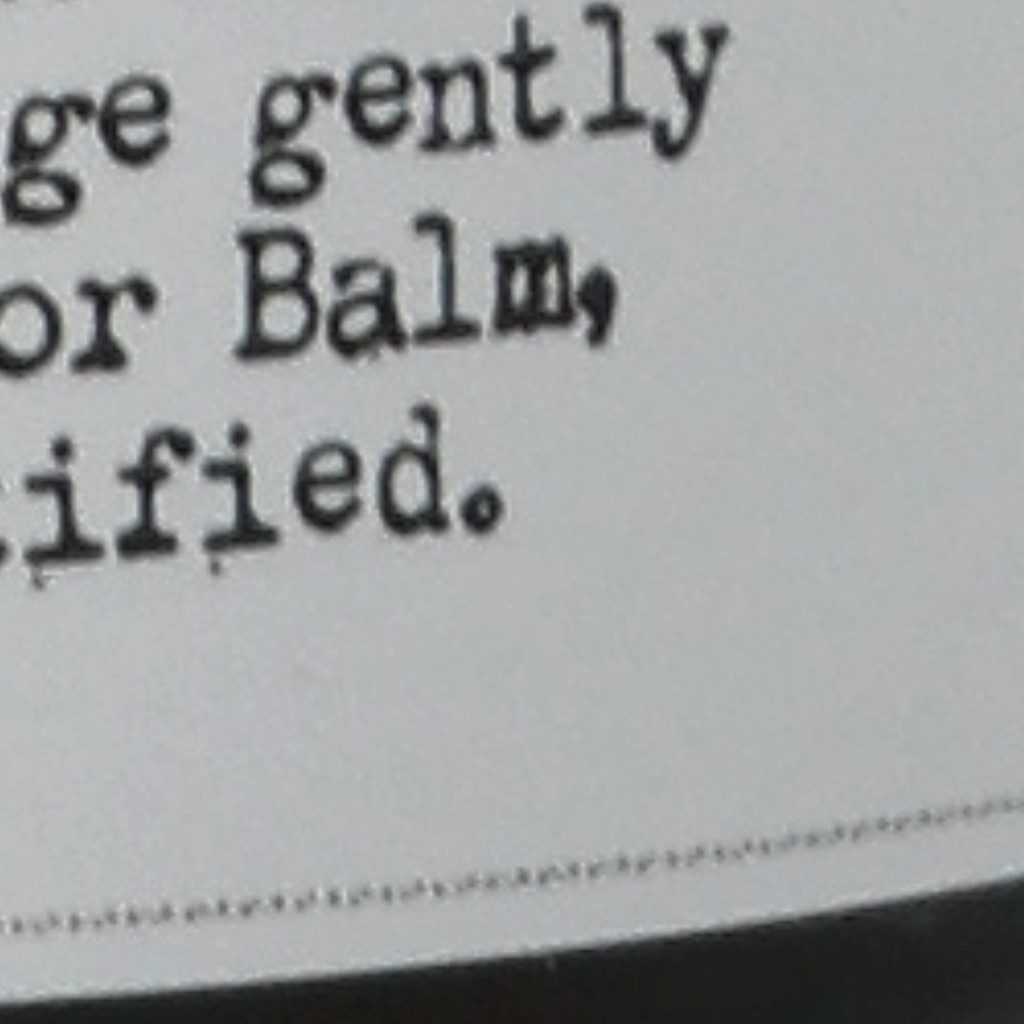 ge gently
or Balm,
ified.